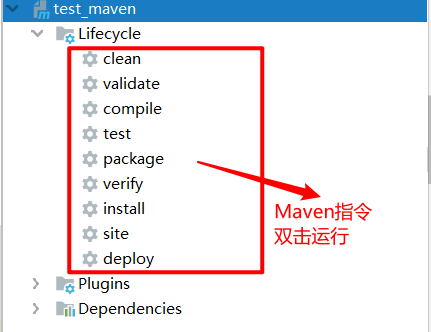 test_maven
Lifecycle
clean
validate
compile
test
package
verify
install
site
deploy
Maven指令
双击运行
Plugins
Dependencies